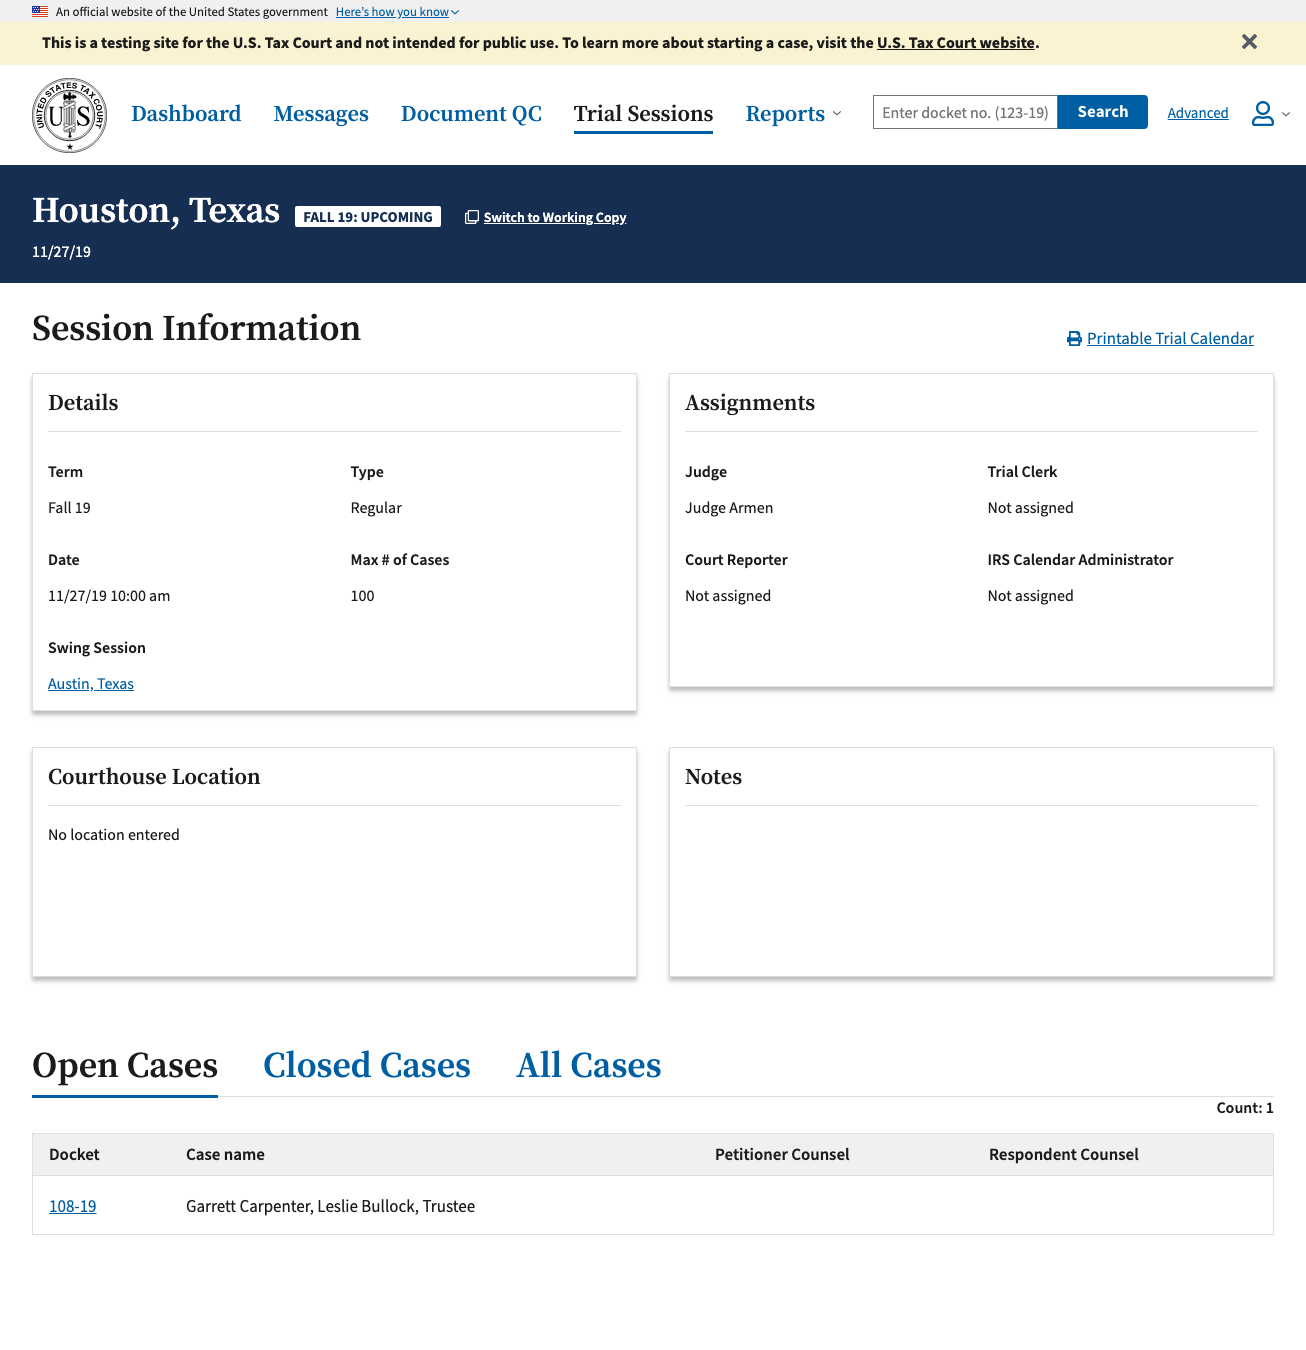 An official website of the United States government Here's how you know
This is a testing site for the U.S. Tax Court and not intended for public use. To learn more about starting a case, visit the U.S. Tax Court website.
UNITED STATES TAX COURT
US
Dashboard Messages Document QC Trial Sessions Reports Enter docket no. (123-19) Search Advanced
Houston, Texas FALL 19: UPCOMING Switch to Working Copy
11/27/19
Session Information
Printable Trial Calendar
Details
Term Type
Fall 19 Regular
Date Max # of Cases
11/27/19 10:00 am 100
Swing Session
Austin, Texas
Assignments
Judge Trial Clerk
Judge Armen Not assigned
Court Reporter IRS Calendar Administrator
Not assigned Not assigned
Courthouse Location
No location entered
Notes
Open Cases Closed Cases All Cases
Count: 1
Docket Case name Petitioner Counsel Respondent Counsel
108-19 Garrett Carpenter, Leslie Bullock, Trustee